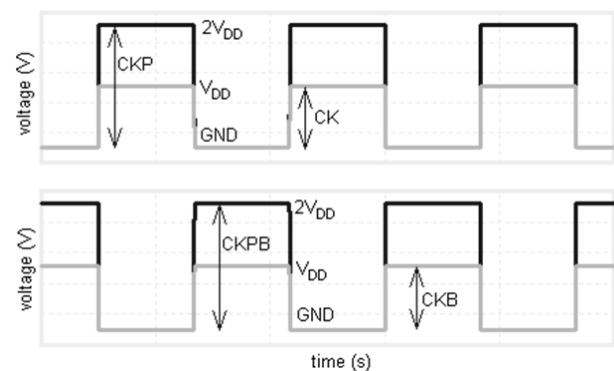 voltage (V)
2V_DD
CKP
V_DD
GND
CK
voltage (V)
2V_DD
CKPB
V_DD
GND
CKB
time (s)